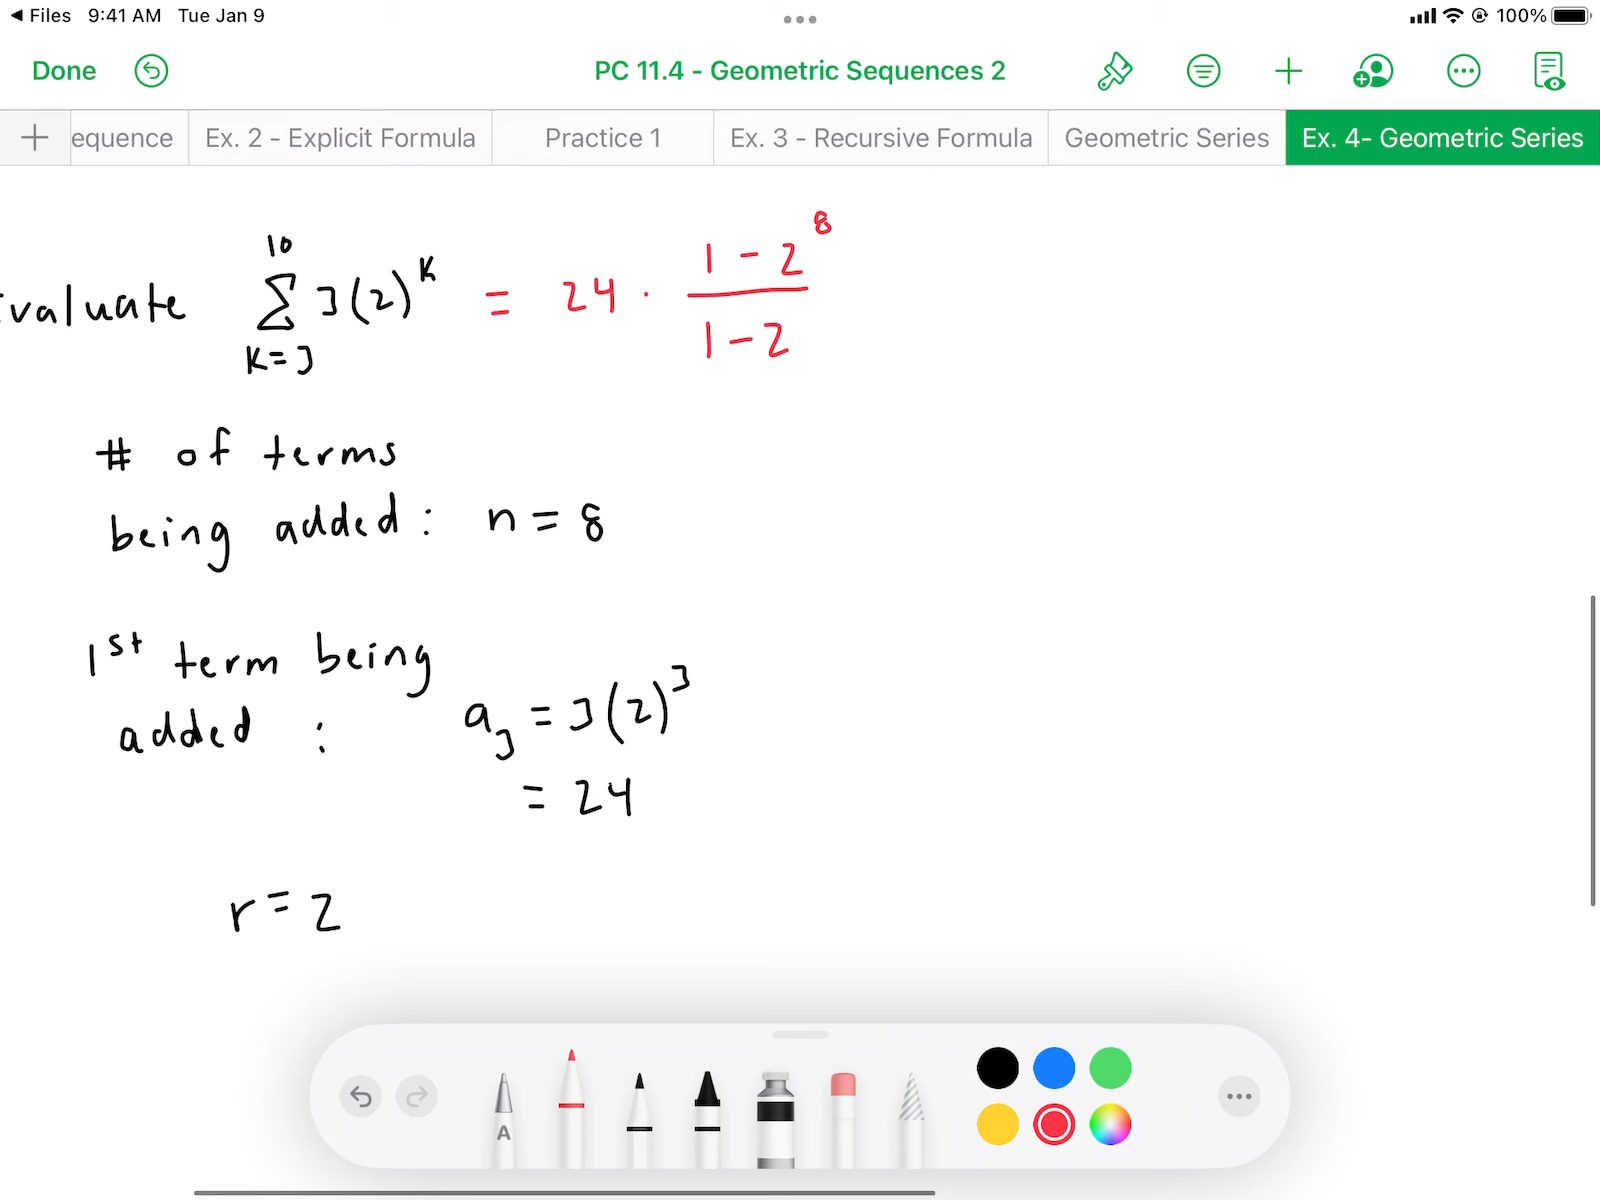 ◀ Files 9:41 AM Tue Jan 9 100%
Done PC 11.4 - Geometric Sequences 2
equence Ex. 2 - Explicit Formula Practice 1 Ex. 3 - Recursive Formula Geometric Series Ex. 4- Geometric Series
valuate \sum_{k=3}^{10} 3(2)^k = 24 · \frac{1-2^8}{1-2}
# of terms
being added: n = 8
1st term being
added : a_3 = 3(2)^3
= 24
r = 2
A